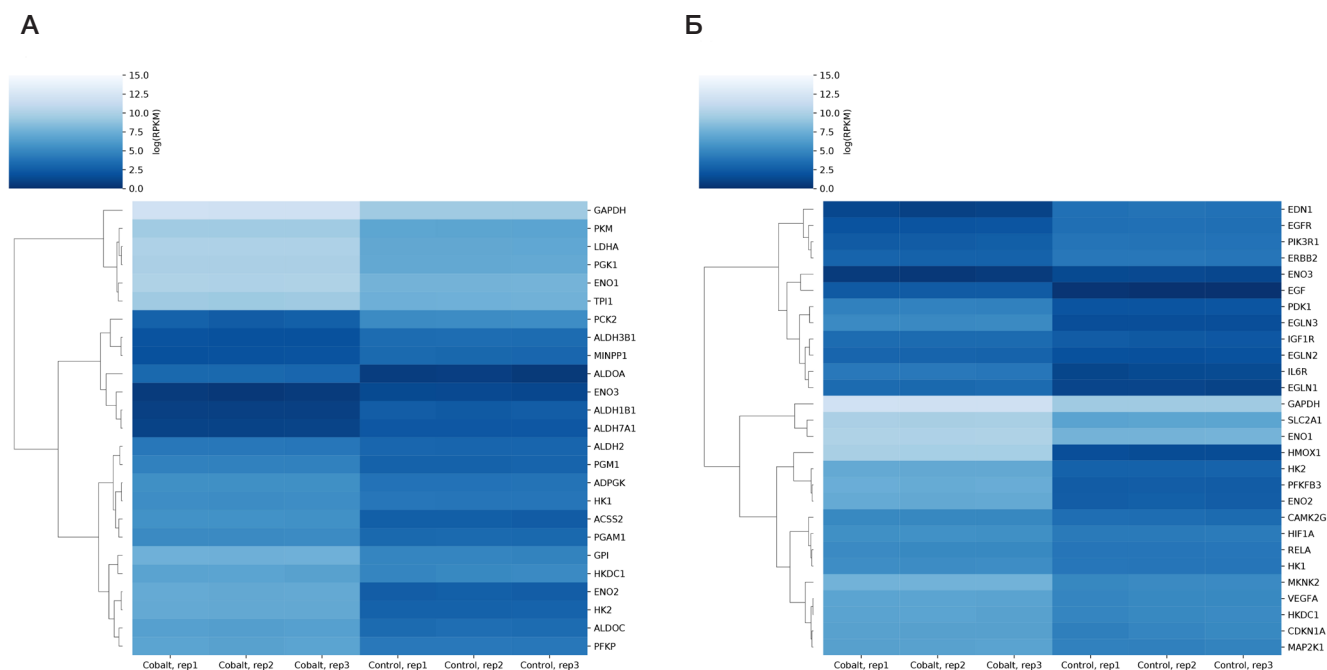 А
15.0
12.5
10.0
7.5
5.0
2.5
0.0
log(RPKM)
GAPDH
PKM
LDHA
PGK1
ENO1
TPI1
PCK2
ALDH3B1
MINPP1
ALDOA
ENO3
ALDH1B1
ALDH7A1
ALDH2
PGM1
ADPGK
HK1
ACSS2
PGAM1
GPI
HKDC1
ENO2
HK2
ALDOC
PFKP
Cobalt, rep1 Cobalt, rep2 Cobalt, rep3 Control, rep1 Control, rep2 Control, rep3
Б
15.0
12.5
10.0
7.5
5.0
2.5
0.0
log(RPKM)
EDN1
EGFR
PIK3R1
ERBB2
ENO3
EGF
PDK1
EGLN3
IGF1R
EGLN2
IL6R
EGLN1
GAPDH
SLC2A1
ENO1
HMOX1
HK2
PFKFB3
ENO2
CAMK2G
HIF1A
RELA
HK1
MKNK2
VEGFA
HKDC1
CDKN1A
MAP2K1
Cobalt, rep1 Cobalt, rep2 Cobalt, rep3 Control, rep1 Control, rep2 Control, rep3